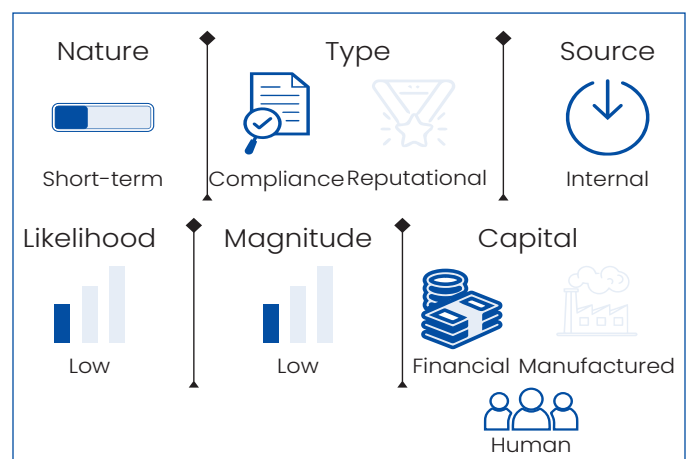 Nature
Type
Source
Short-term
Compliance
Reputational
Internal
Likelihood
Magnitude
Capital
Low
Low
Financial
Manufactured
Human